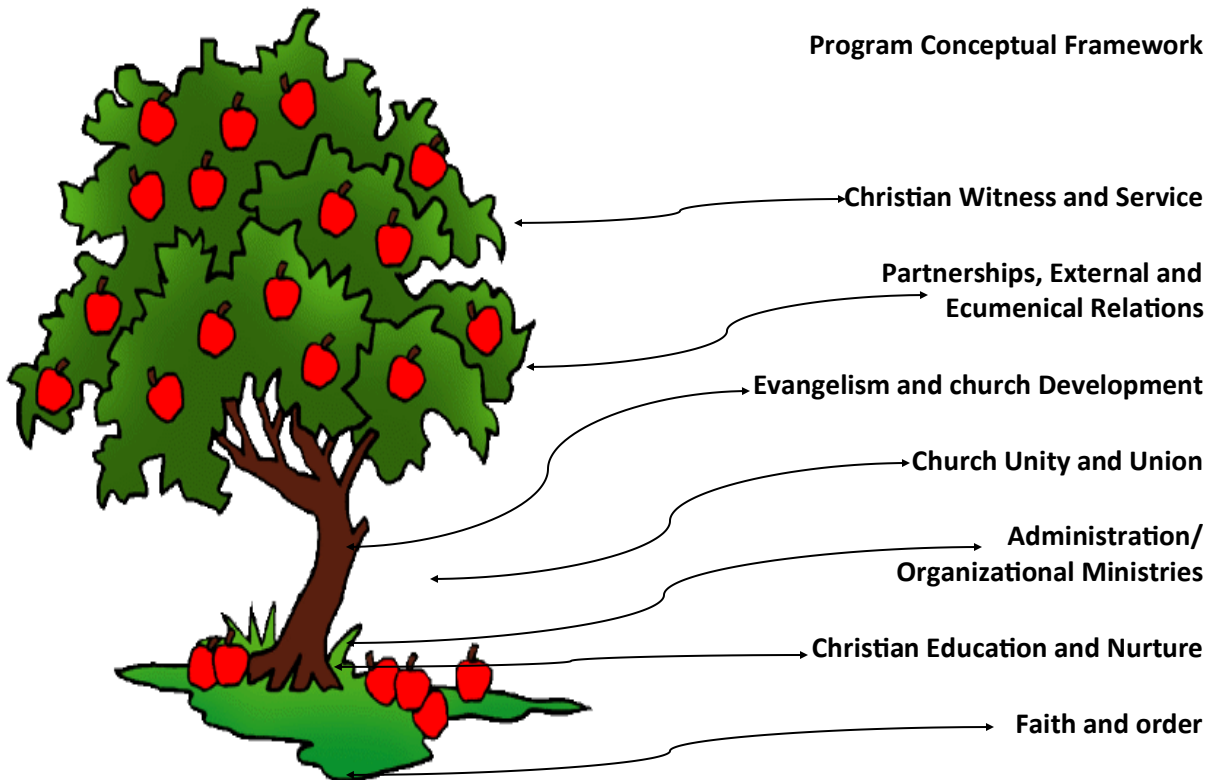 Program Conceptual Framework
Christian Witness and Service
Partnerships, External and
Ecumenical Relations
Evangelism and church Development
Church Unity and Union
Administration/
Organizational Ministries
Christian Education and Nurture
Faith and order